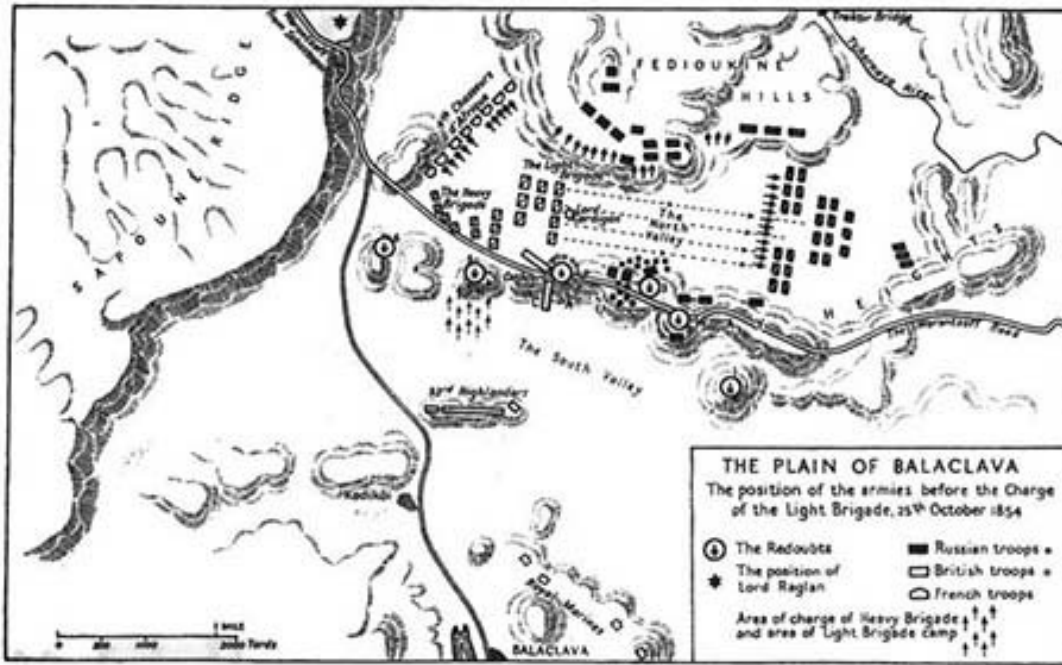 SAPOUN RIDGE
Chasseurs
d'Afrique
FEDIOUKINE
HILLS
Traktir Bridge
Tchernaya River
The Heavy
Brigade
The Light
Brigade
Lord
Cardigan
The
North
Valley
HEIGHTS
The Woronzoff Road
The South Valley
93rd Highlanders
Kadikoi
Royal Marines
BALACLAVA
1 MILE
2000 Yards
THE PLAIN OF BALACLAVA
The position of the armies before the Charge
of the Light Brigade, 25th October 1854
The Redoubts
The position of
Lord Raglan
Russian troops
British troops
French troops
Area of charge of Heavy Brigade
and area of Light Brigade camp